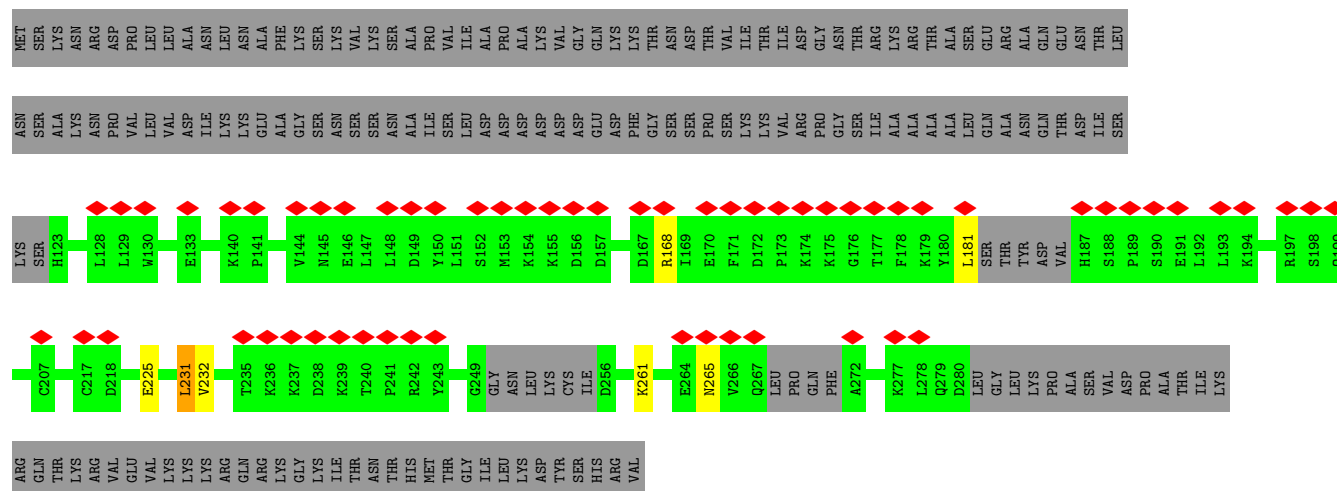 MET SER LYS ASN ARG ASP PRO LEU LEU ALA ASN LEU ASN ALA PHE LYS SER LYS VAL LYS SER ALA PRO VAL ILE ALA PRO ALA LYS VAL GLY GLN LYS LYS THR ASN ASP THR VAL ILE THR ILE ASP GLY ASN THR ARG LYS ARG THR ALA SER GLU ARG ALA GLN GLU ASN THR LEU
ASN SER ALA LYS ASN PRO VAL LEU VAL ASP ILE LYS LYS GLU ALA GLY SER ASN SER SER ASN ALA ILE SER LEU ASP ASP ASP ASP ASP ASP GLU ASP PHE GLY SER SER PRO SER LYS LYS VAL ARG PRO GLY SER ILE ALA ALA ALA ALA LEU GLN ALA ASN GLN THR ASP ILE SER
LYS SER H123 L128 L129 W130 E133 K140 P141 V144 N145 E146 L147 L148 D149 Y150 L151 S152 M153 K154 K155 D156 D157 D167 R168 I169 E170 F171 D172 P173 K174 K175 G176 T177 F178 K179 Y180 L181 SER THR TYR ASP VAL H187 S188 P189 S190 E191 L192 L193 K194 R197 S198
C207 C217 D218 E225 L231 V232 T235 K236 K237 D238 K239 T240 P241 R242 Y243 G249 GLY ASN LEU LYS CYS ILE D256 K261 E264 N265 V266 Q267 LEU PRO GLN PHE A272 K277 L278 Q279 D280 LEU GLY LEU LYS PRO ALA SER VAL ASP PRO ALA THR ILE LYS
ARG GLN THR LYS ARG VAL GLU VAL LYS LYS LYS ARG GLN ARG LYS GLY LYS ILE THR ASN THR HIS MET THR GLY ILE LEU LYS ASP TYR SER HIS ARG VAL